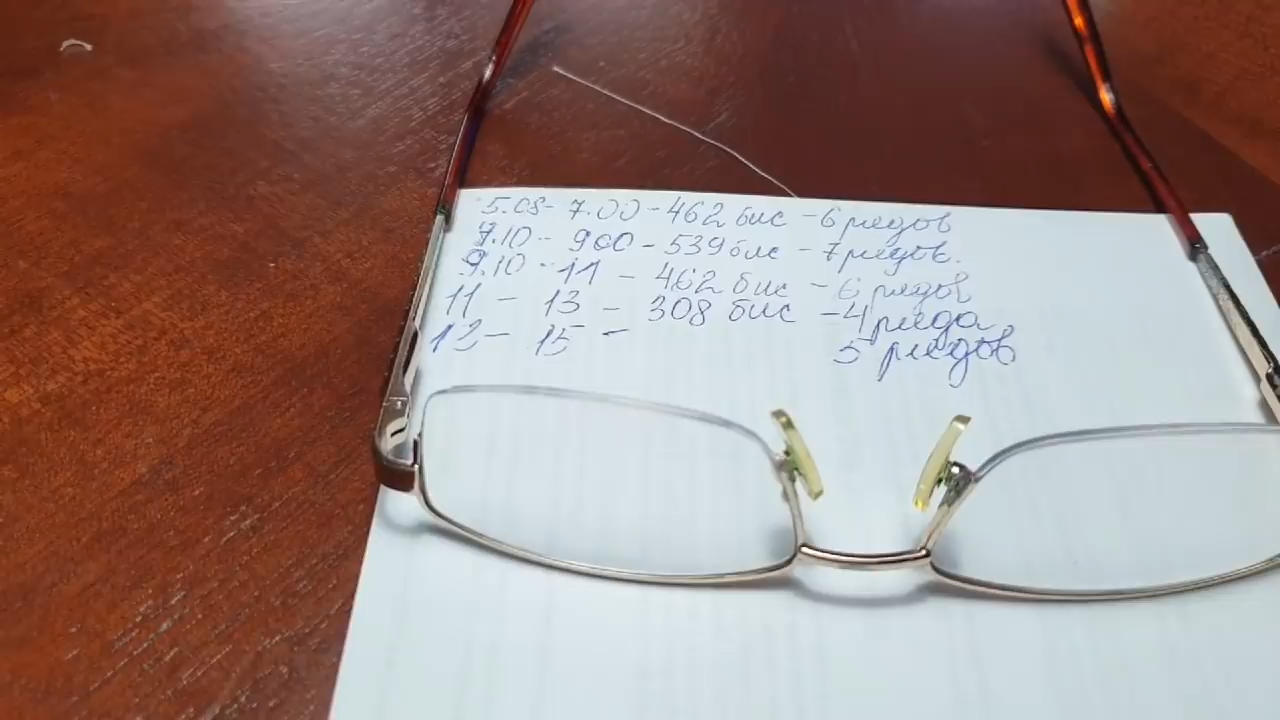 5.08- 7.00 - 462 бис - 6 рядов
7.10 - 900 - 539 бис - 7 рядов.
9.10 - 11 - 462 бис - 6 рядов
11 - 13 - 308 бис - 4 ряда
12 - 15 - 5 рядов